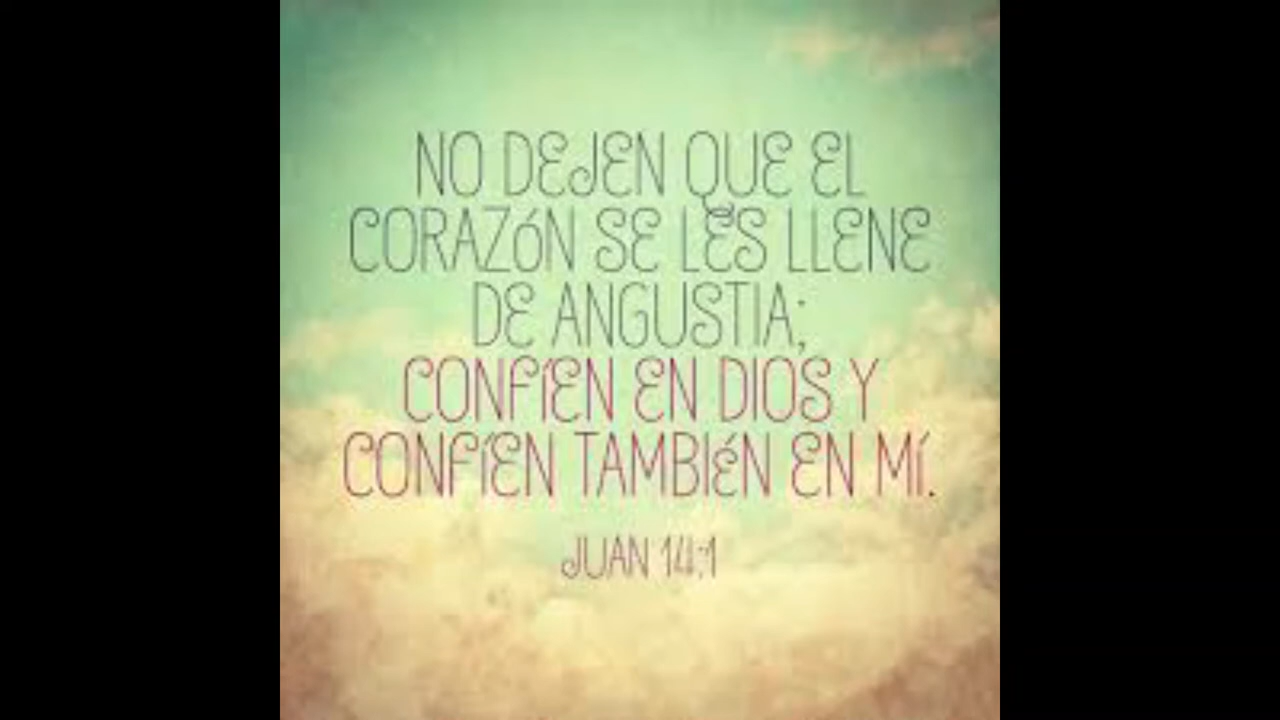 NO DEJEN QUE EL
CORAZÓN SE LES LLENE
DE ANGUSTIA;
CONFÍEN EN DIOS Y
CONFÍEN TAMBIÉN EN MÍ.
JUAN 14:1